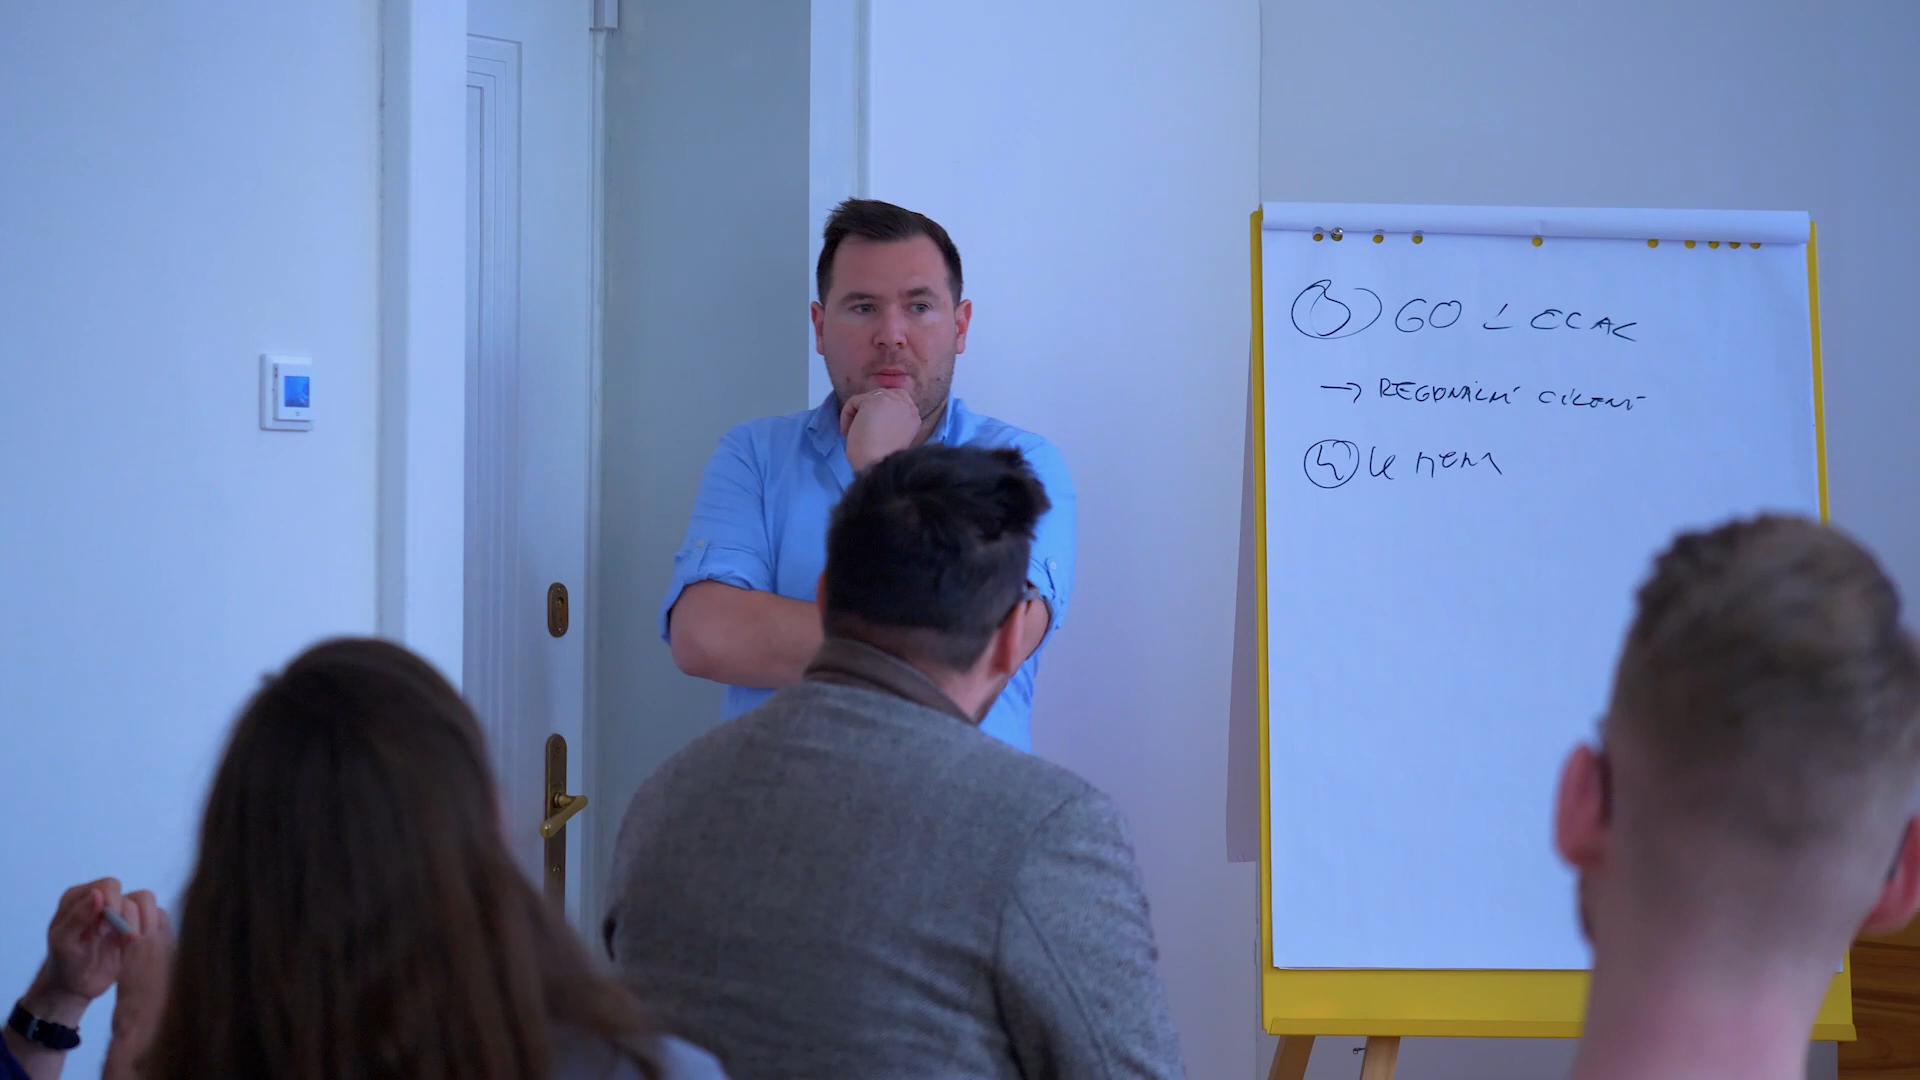 ③ GO LOCAL
→ REGIONÁLNÍ CÍLENÍ
④